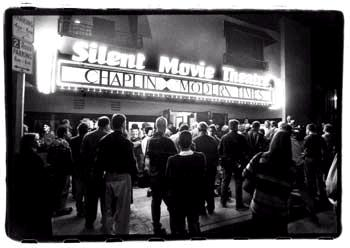 Silent Movie Theatre
CHAPLIN MODERN TIMES